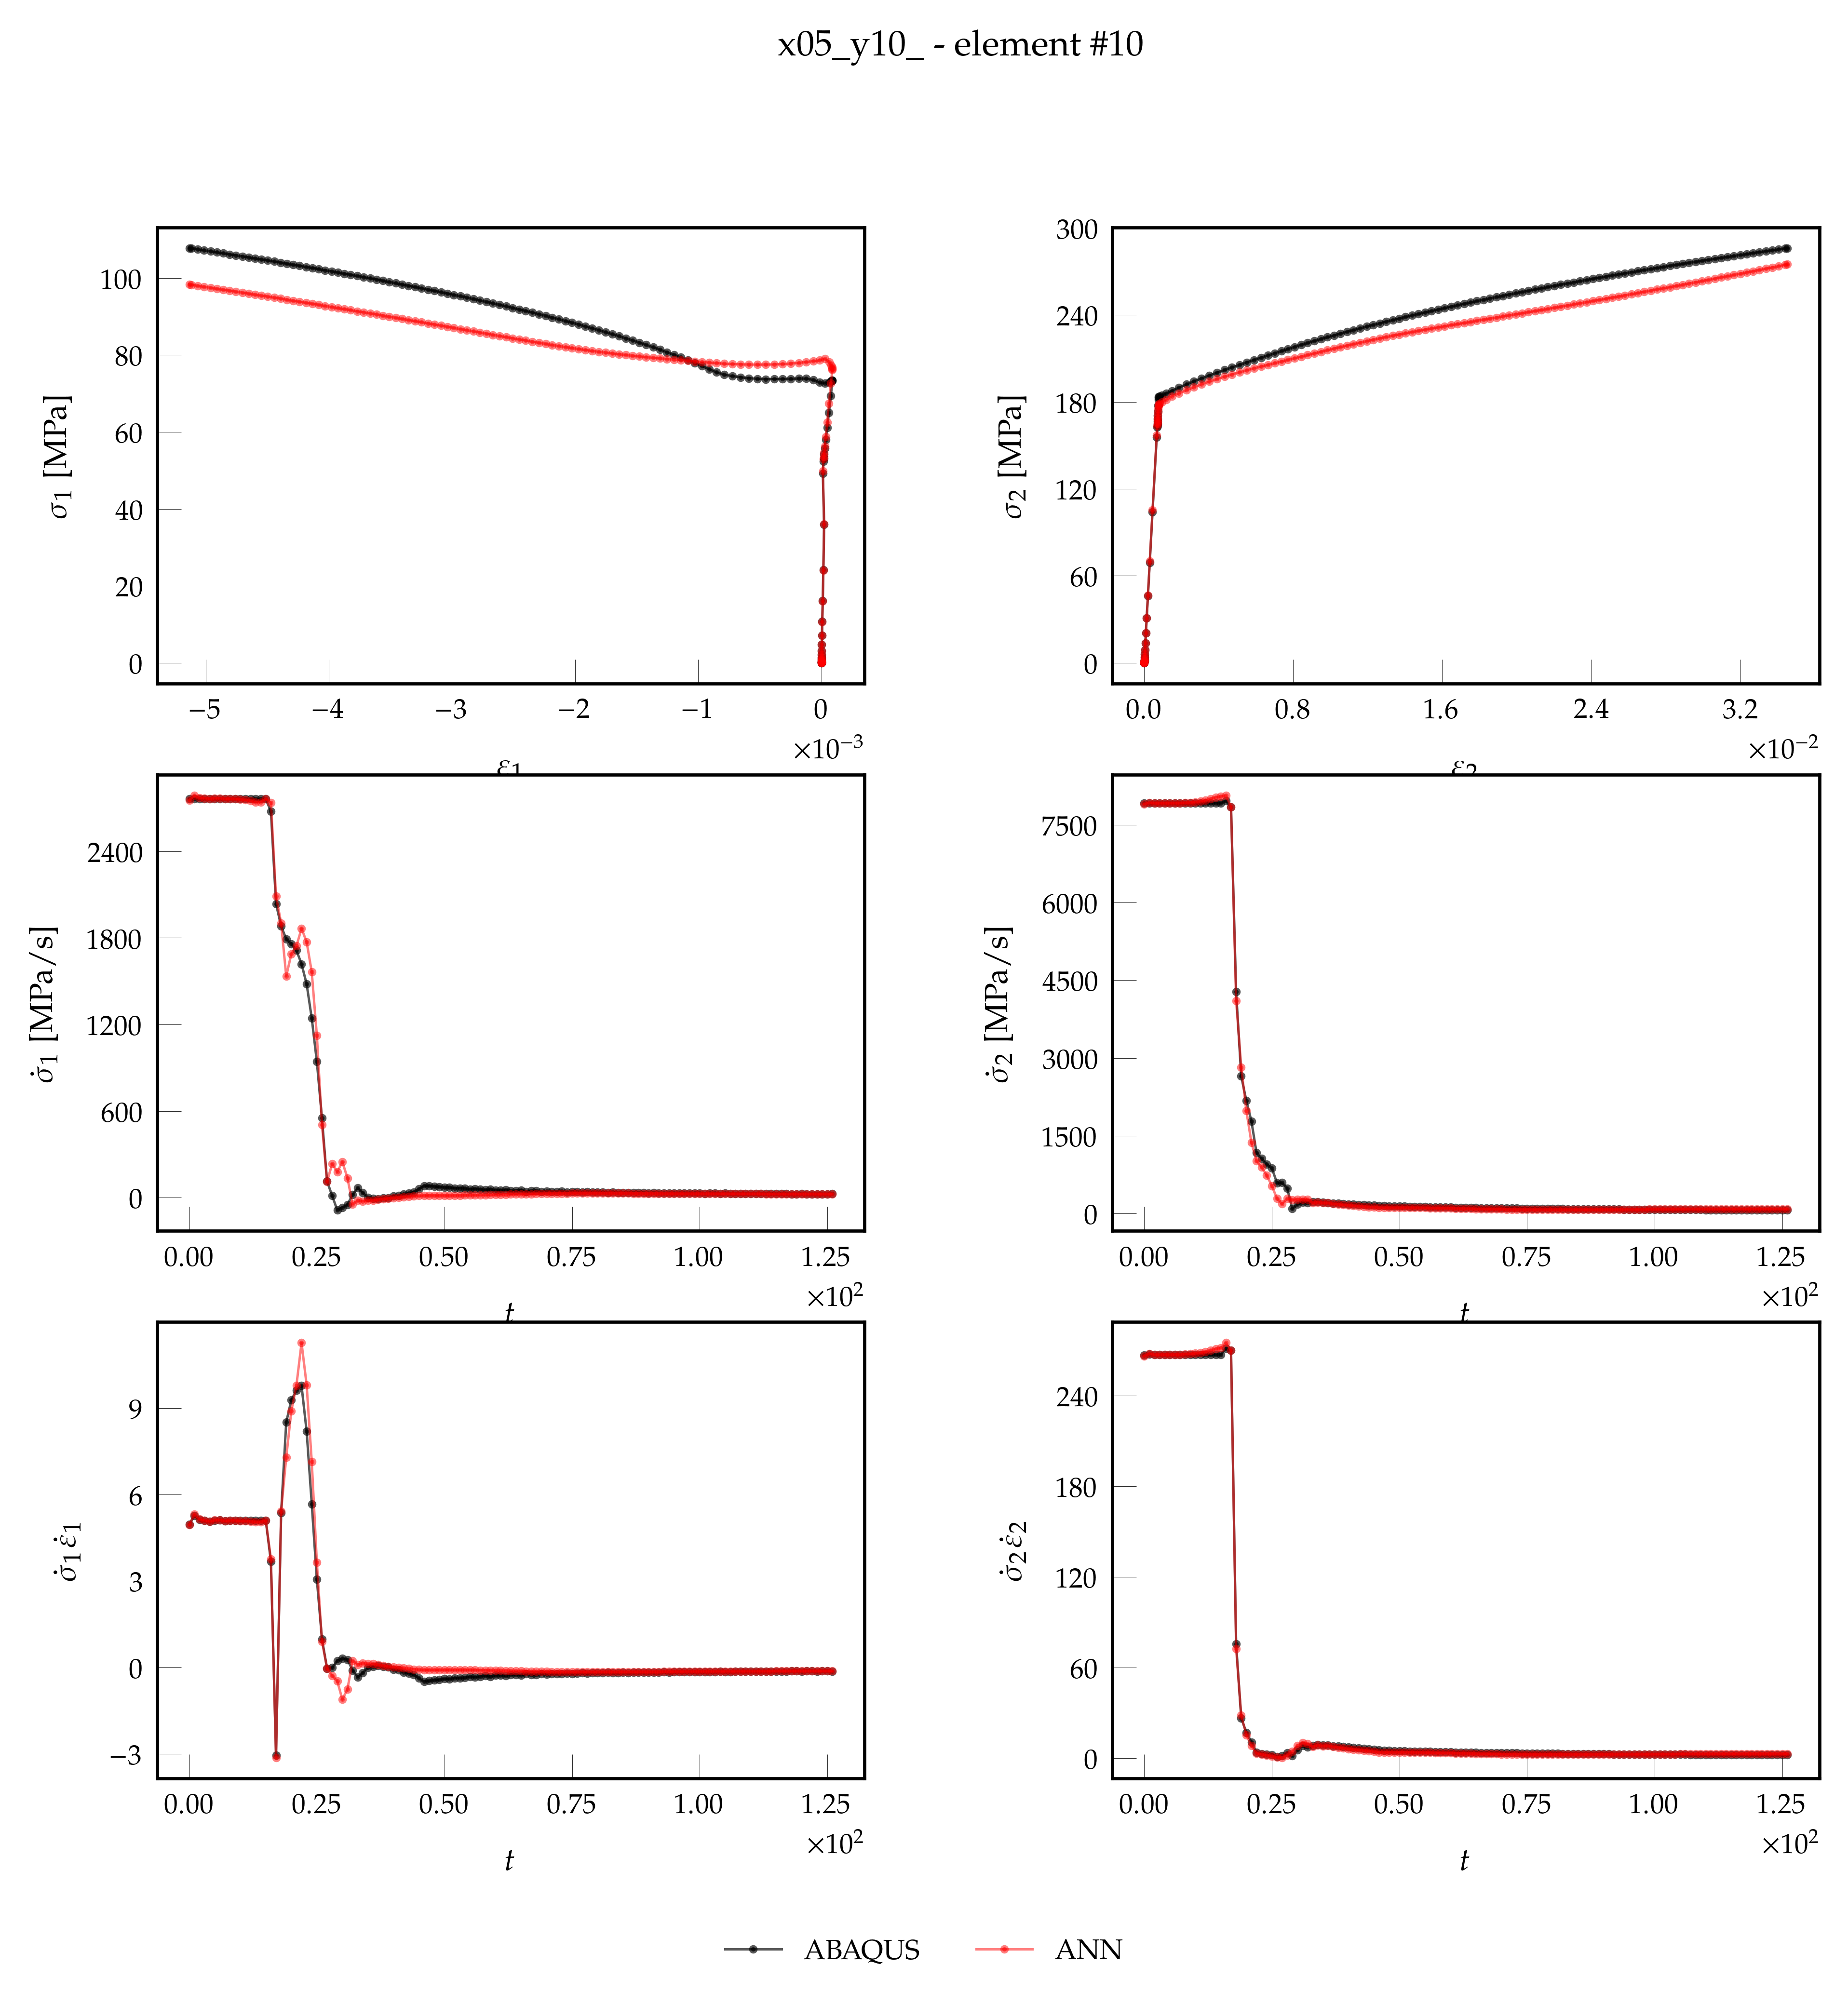 x05_y10_ - element #10
σ₁ [MPa]
100
80
60
40
20
0
−5 −4 −3 −2 −1 0
×10⁻³
ε₁
σ₂ [MPa]
300
240
180
120
60
0
0.0 0.8 1.6 2.4 3.2
×10⁻²
ε₂
σ̇₁ [MPa/s]
2400
1800
1200
600
0
0.00 0.25 0.50 0.75 1.00 1.25
×10²
t
σ̇₂ [MPa/s]
7500
6000
4500
3000
1500
0
0.00 0.25 0.50 0.75 1.00 1.25
×10²
t
σ̇₁ε̇₁
9
6
3
0
−3
0.00 0.25 0.50 0.75 1.00 1.25
×10²
t
σ̇₂ε̇₂
240
180
120
60
0
0.00 0.25 0.50 0.75 1.00 1.25
×10²
t
ABAQUS ANN